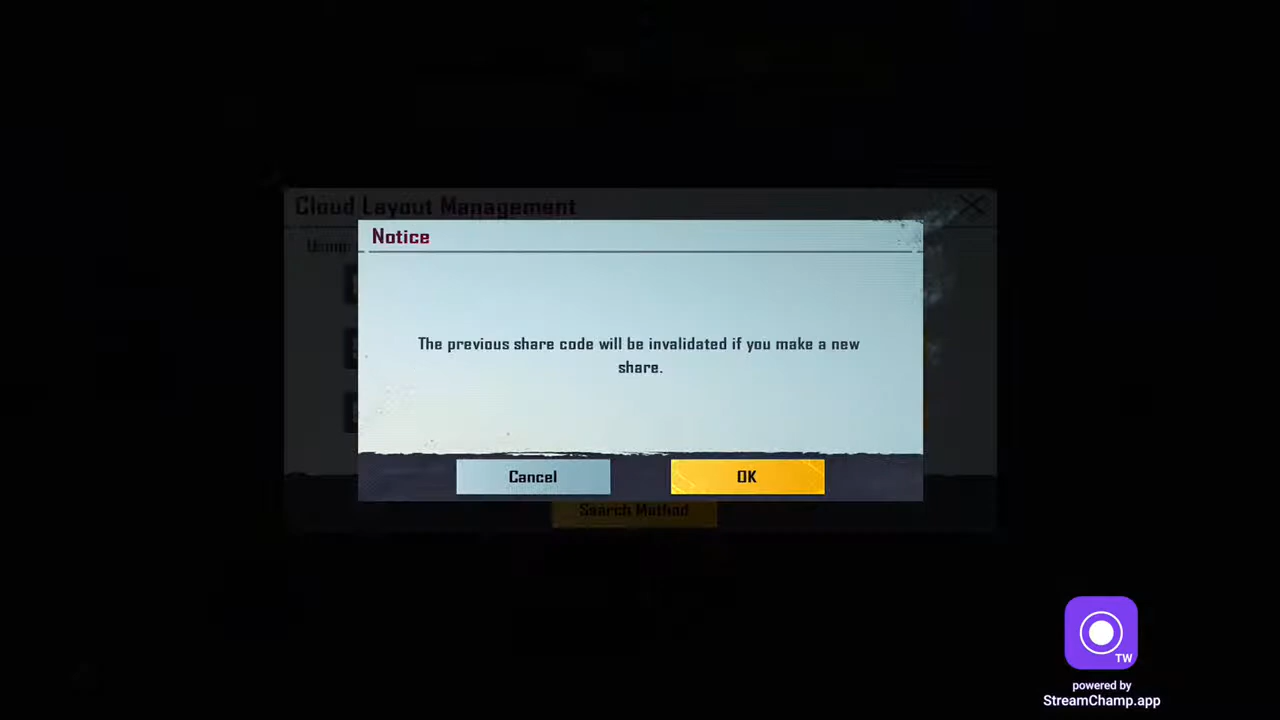 Cloud Layout Management
Notice
The previous share code will be invalidated if you make a new
share.
Cancel
OK
Search Method
TW
powered by
StreamChamp.app